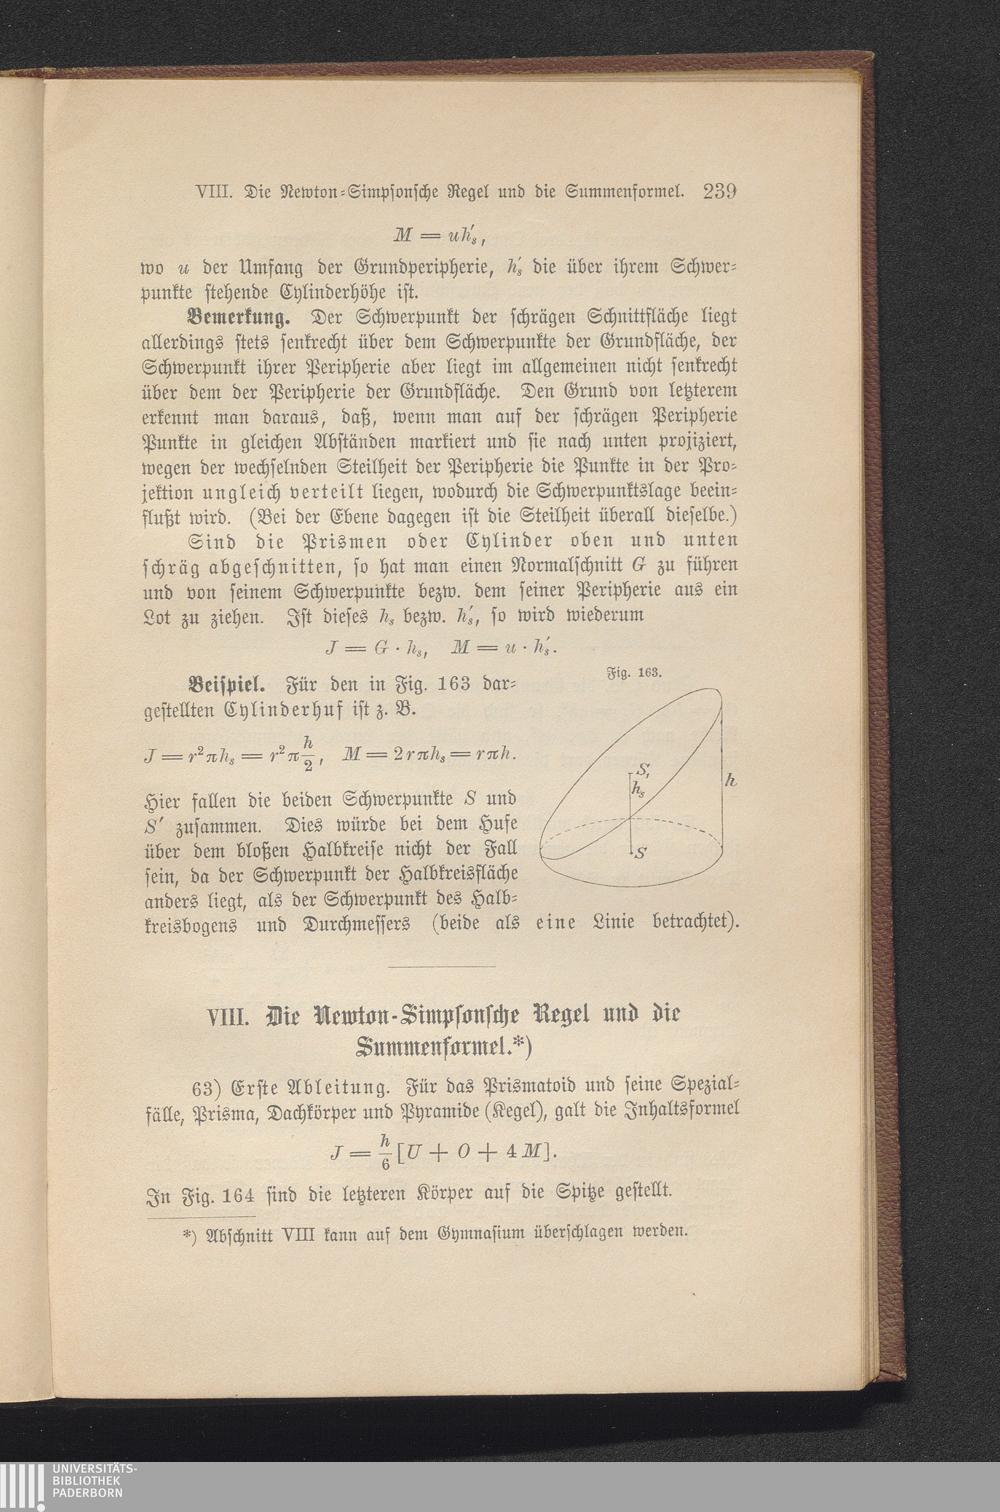 VIII. Die Newton-Simpsonsche Regel und die Summenformel. 239
M = uh's,
wo u der Umfang der Grundperipherie, h's die über ihrem Schwer-
punkte stehende Cylinderhöhe ist.
Bemerkung. Der Schwerpunkt der schrägen Schnittfläche liegt
allerdings stets senkrecht über dem Schwerpunkte der Grundfläche, der
Schwerpunkt ihrer Peripherie aber liegt im allgemeinen nicht senkrecht
über dem der Peripherie der Grundfläche. Den Grund von letzterem
erkennt man daraus, daß, wenn man auf der schrägen Peripherie
Punkte in gleichen Abständen markiert und sie nach unten projiziert,
wegen der wechselnden Steilheit der Peripherie die Punkte in der Pro-
jektion ungleich verteilt liegen, wodurch die Schwerpunktslage beein-
flußt wird. (Bei der Ebene dagegen ist die Steilheit überall dieselbe.)
Sind die Prismen oder Cylinder oben und unten
schräg abgeschnitten, so hat man einen Normalschnitt G zu führen
und von seinem Schwerpunkte bezw. dem seiner Peripherie aus ein
Lot zu ziehen. Ist dieses hs bezw. h's, so wird wiederum
J = G · hs, M = u · h's.
Beispiel. Für den in Fig. 163 dar-
gestellten Cylinderhuf ist z. B.
J = r²πhs = r²π h/2, M = 2rπhs = rπh.
Hier fallen die beiden Schwerpunkte S und
S' zusammen. Dies würde bei dem Hufe
über dem bloßen Halbkreise nicht der Fall
sein, da der Schwerpunkt der Halbkreisfläche
anders liegt, als der Schwerpunkt des Halb-
kreisbogens und Durchmessers (beide als eine Linie betrachtet).
Fig. 163.
S,
hs
h
S
VIII. Die Newton-Simpsonsche Regel und die
Summenformel.*)
63) Erste Ableitung. Für das Prismatoid und seine Spezial-
fälle, Prisma, Dachkörper und Pyramide (Kegel), galt die Inhaltsformel
J = h/6 [U + O + 4 M].
In Fig. 164 sind die letzteren Körper auf die Spitze gestellt.
*) Abschnitt VIII kann auf dem Gymnasium überschlagen werden.
UNIVERSITÄTS-
BIBLIOTHEK
PADERBORN